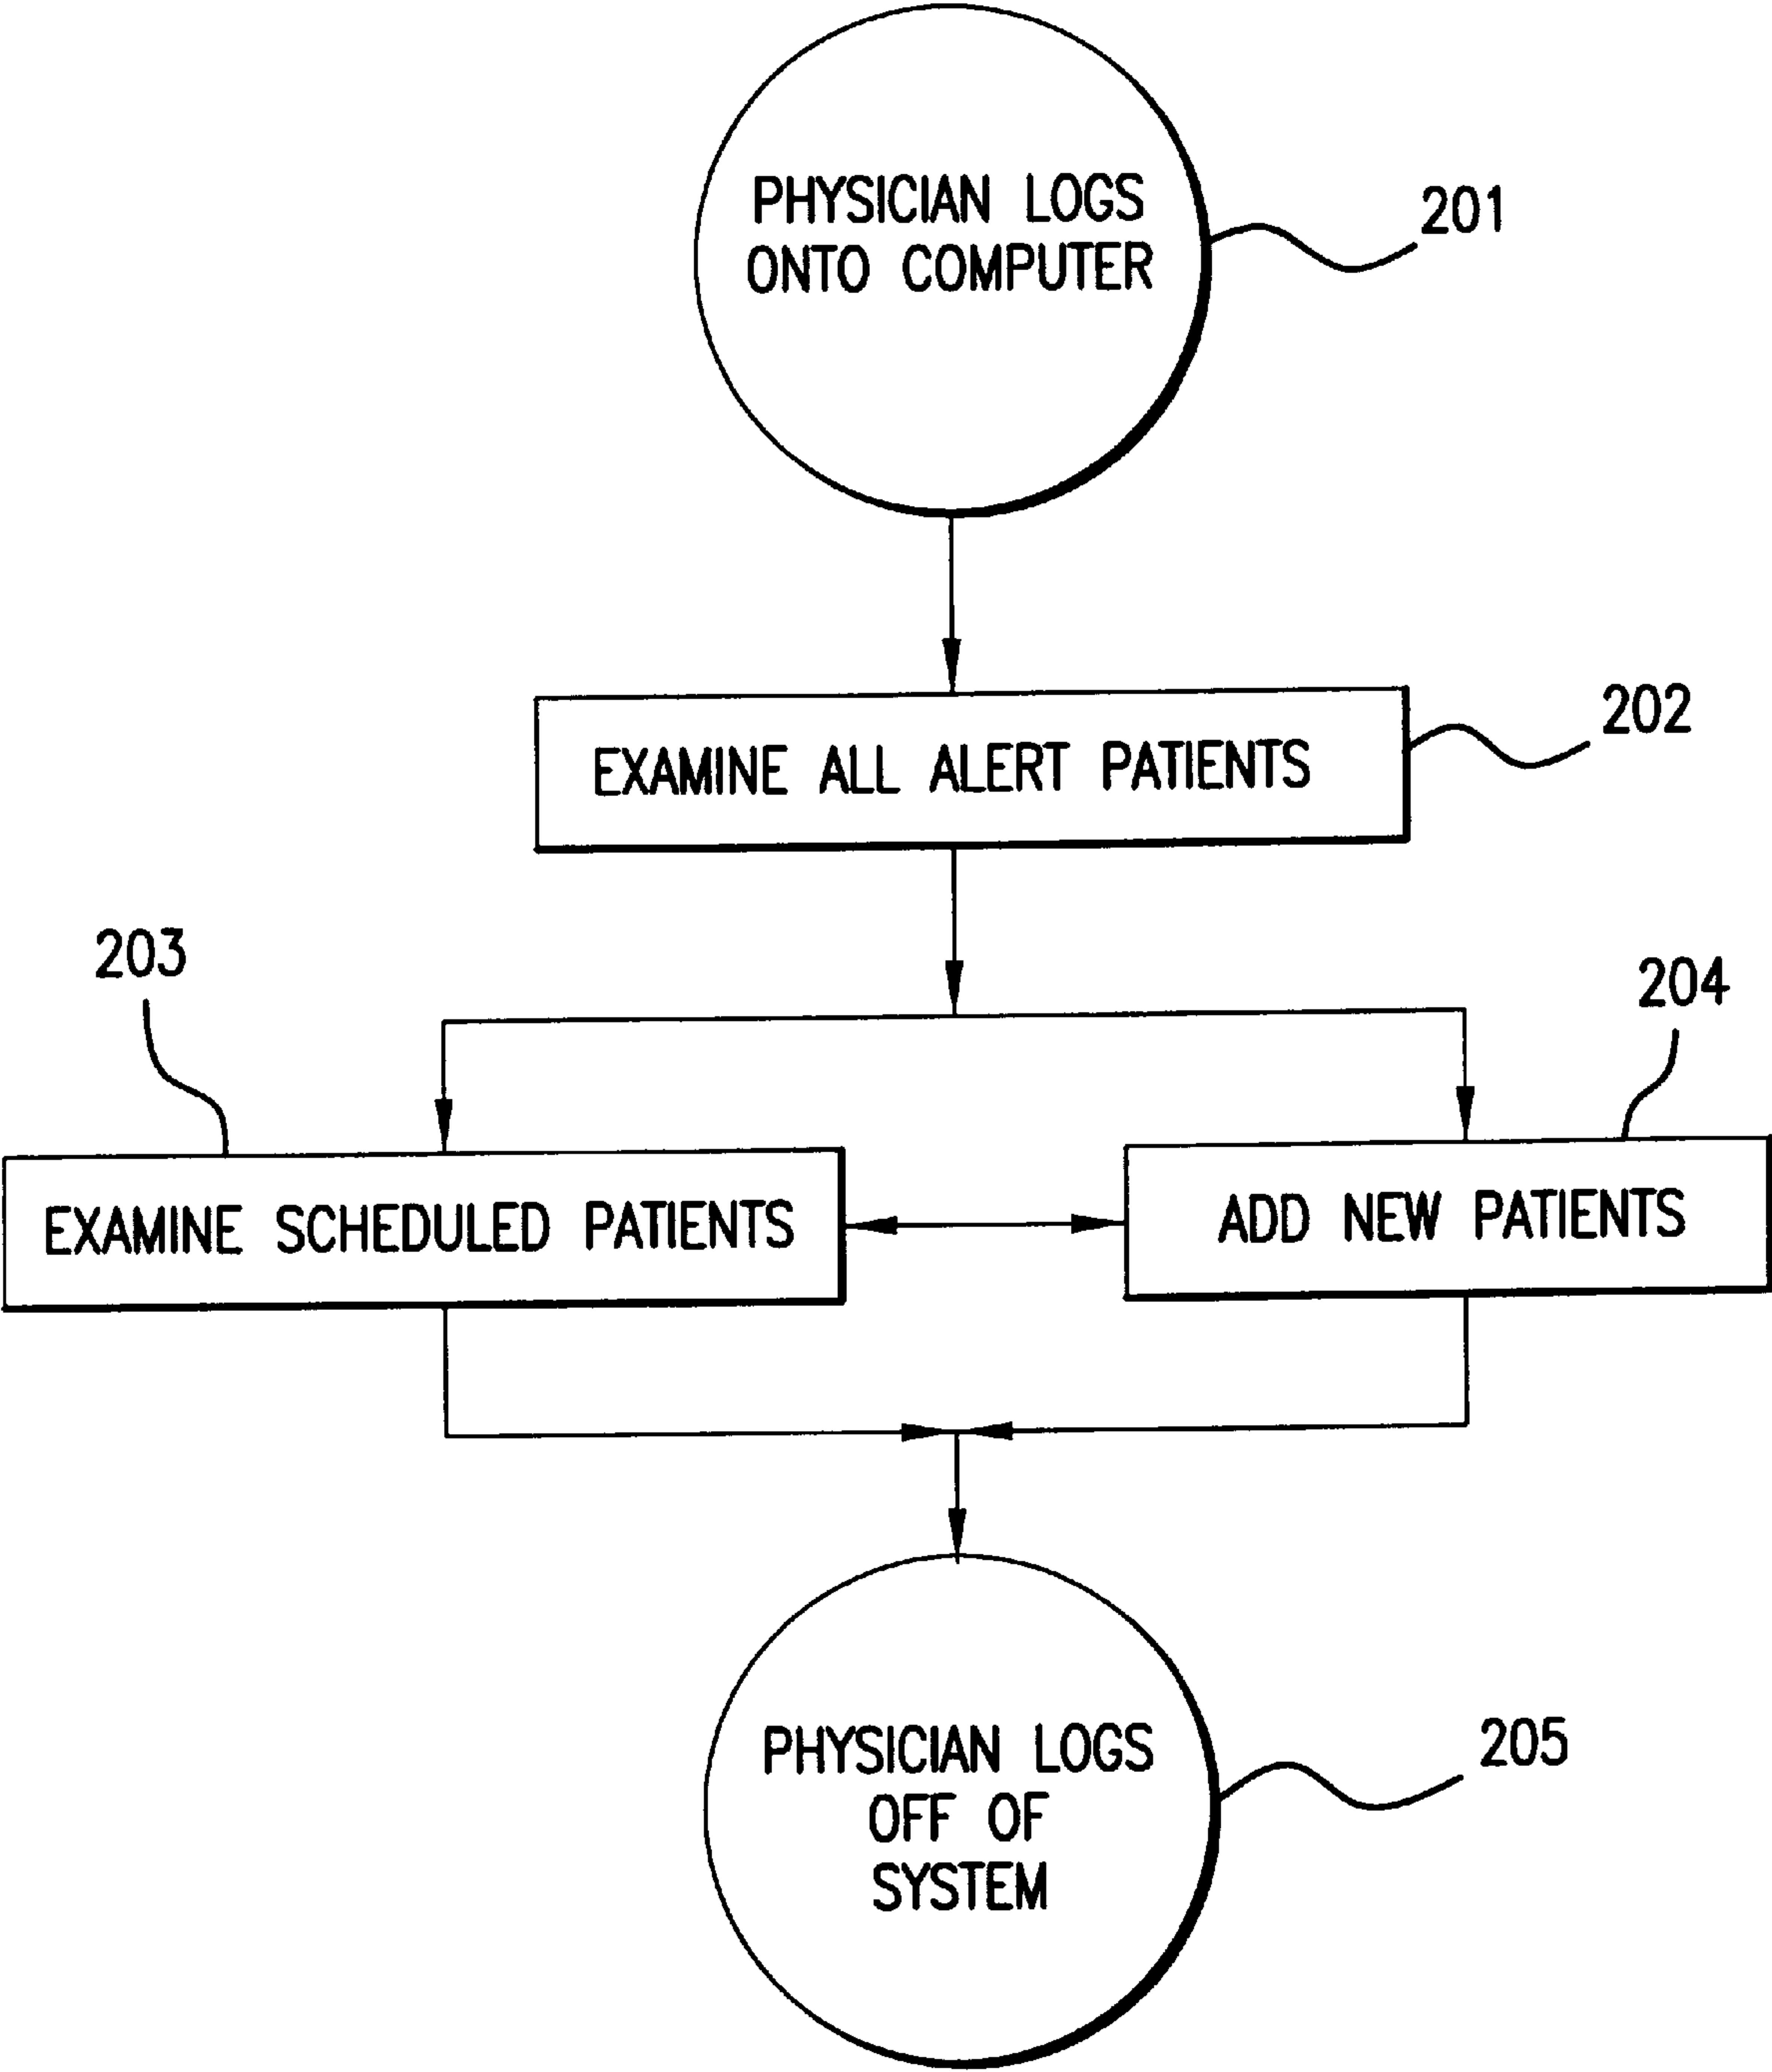 PHYSICIAN LOGS
ONTO COMPUTER
201
EXAMINE ALL ALERT PATIENTS
202
203
204
EXAMINE SCHEDULED PATIENTS
ADD NEW PATIENTS
PHYSICIAN LOGS
OFF OF
SYSTEM
205